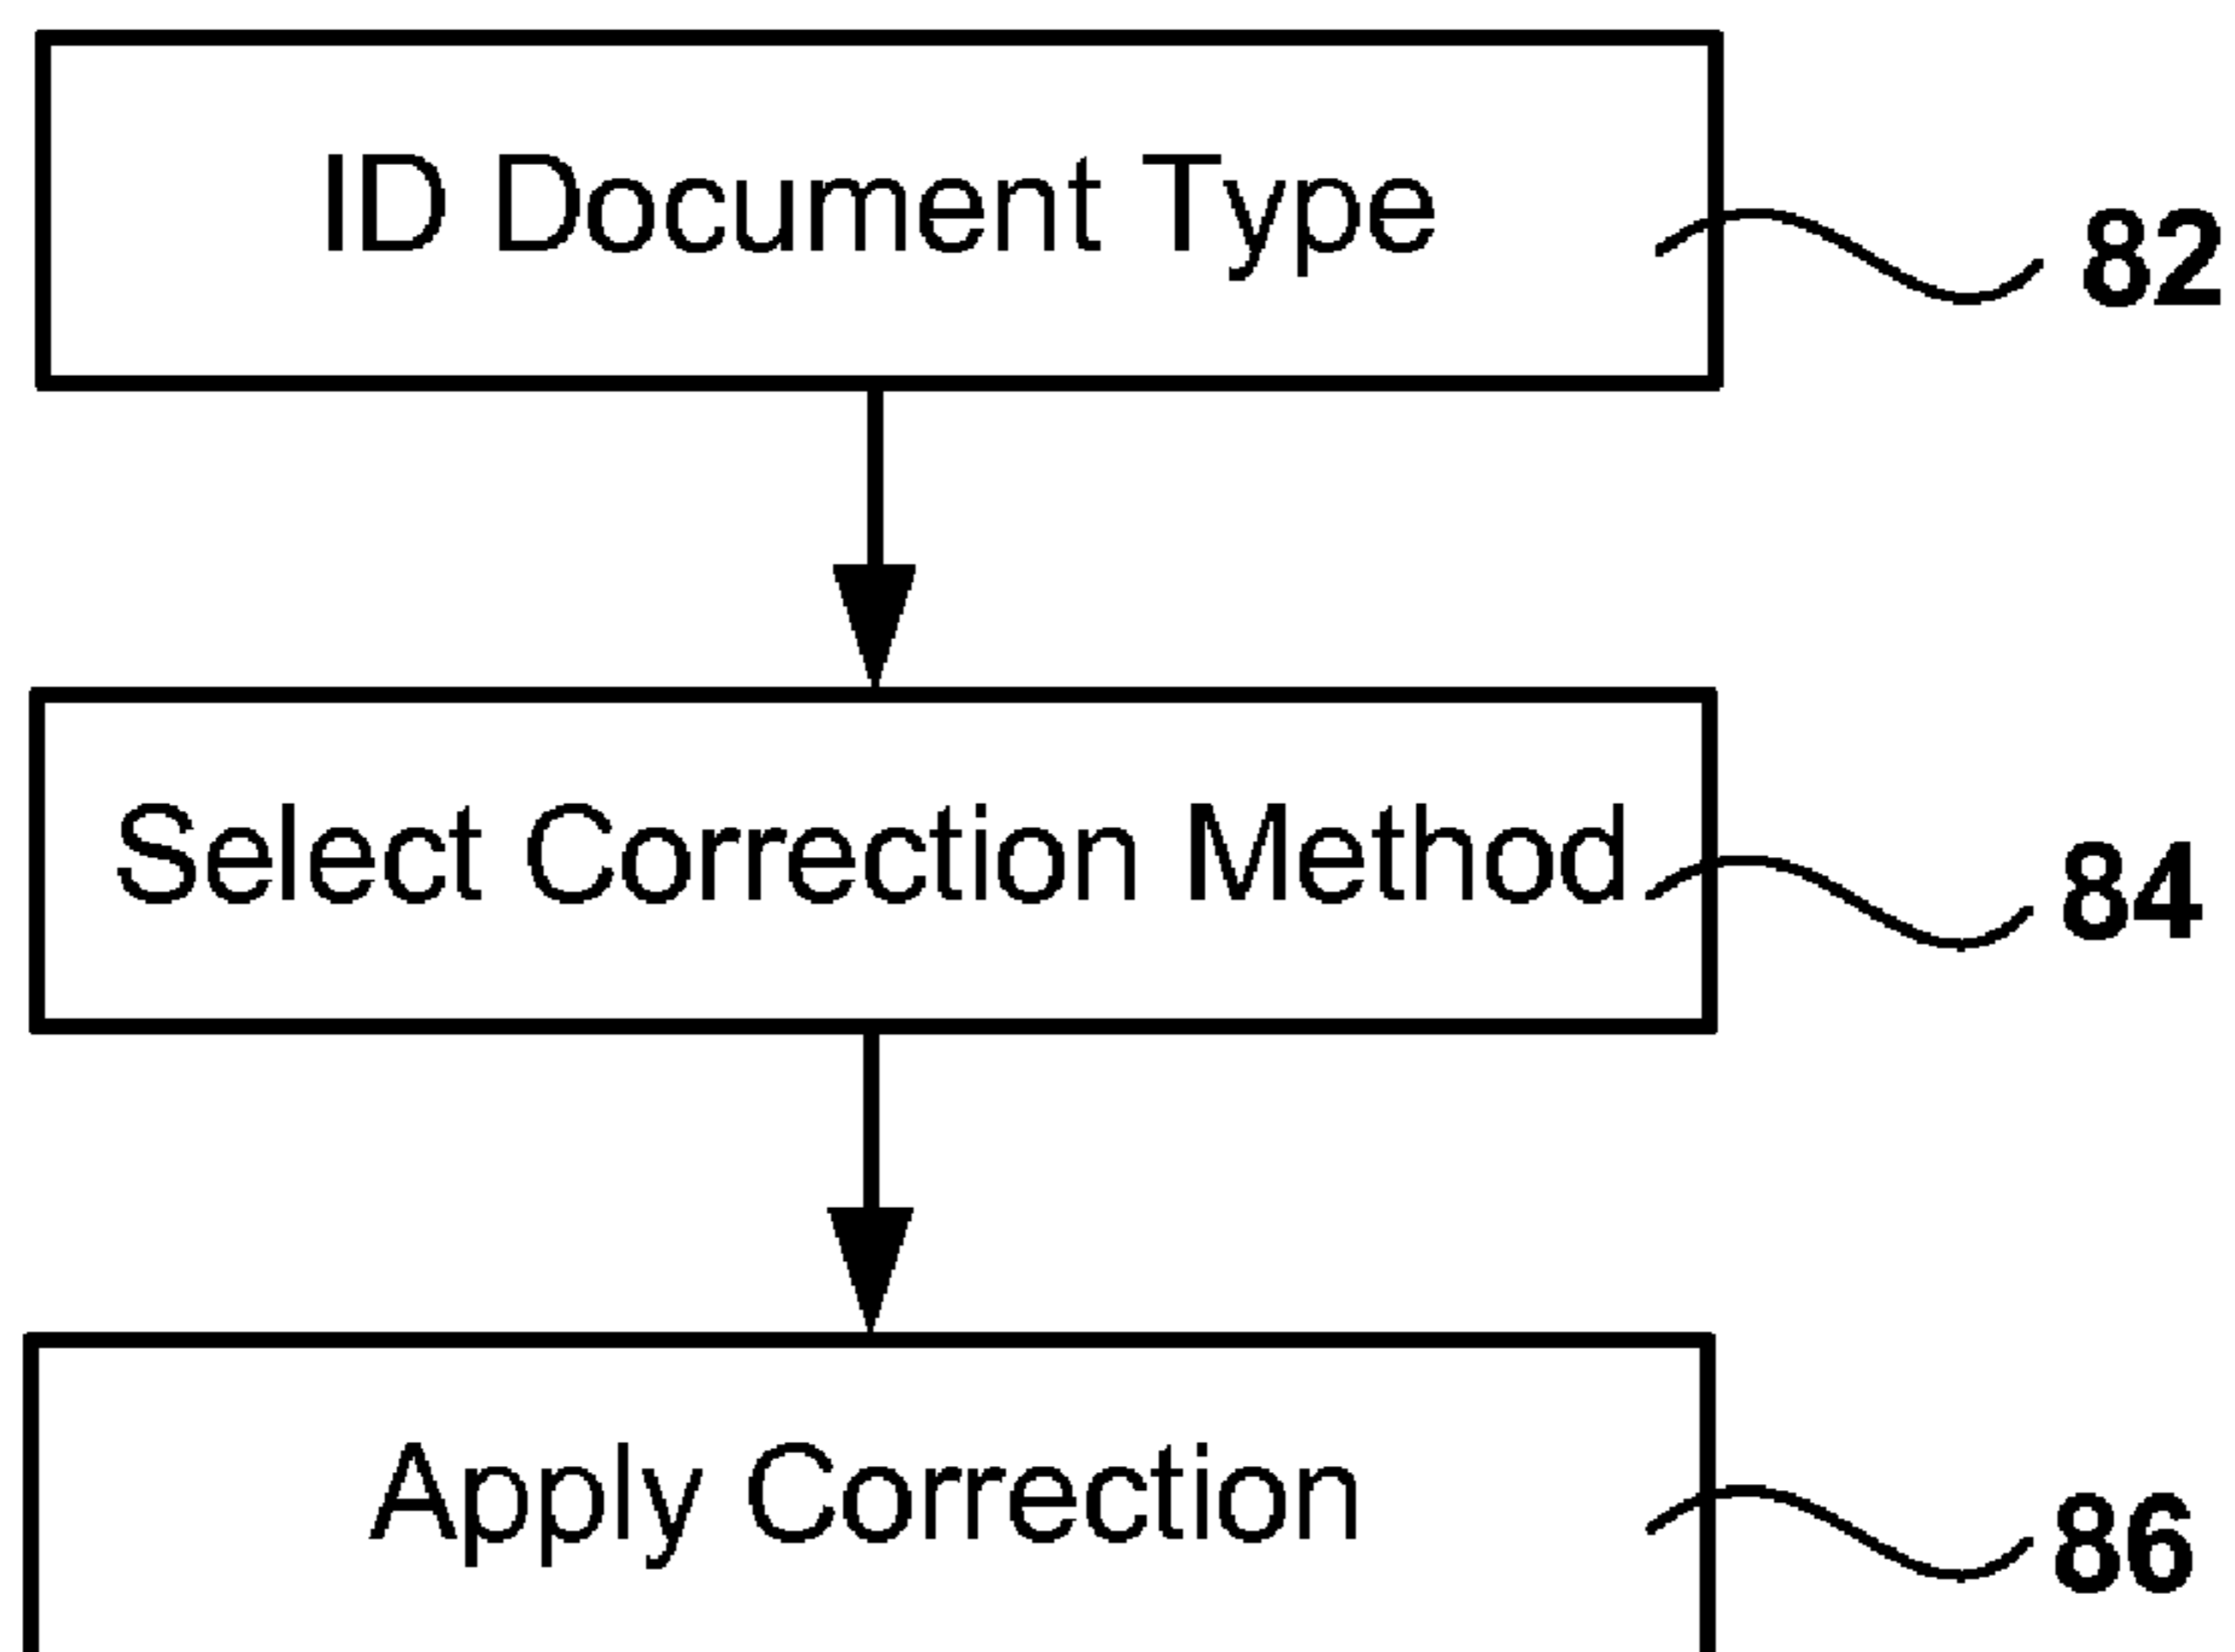 ID Document Type
82
Select Correction Method
84
Apply Correction
86